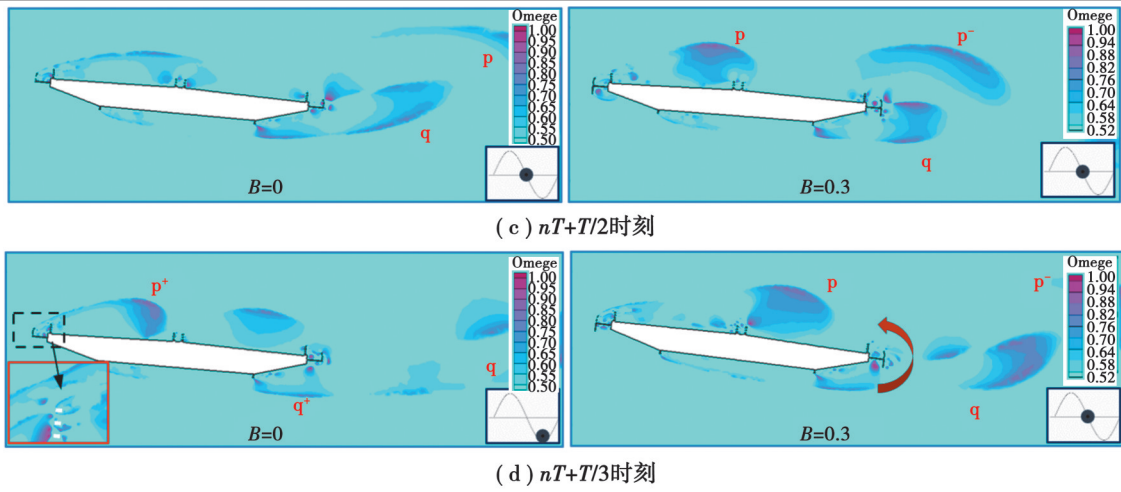 Omege
1.00
0.95
0.90
0.85
0.80
0.75
0.70
0.65
0.60
0.55
0.50
p
q
B=0
Omege
1.00
0.94
0.88
0.82
0.76
0.70
0.64
0.58
0.52
p
p⁻
q
B=0.3
(c) nT+T/2时刻
Omege
1.00
0.95
0.90
0.85
0.80
0.75
0.70
0.65
0.60
0.55
0.30
p⁺
q
q⁺
B=0
Omege
1.00
0.94
0.88
0.82
0.76
0.70
0.64
0.58
0.52
p
p⁻
q
B=0.3
(d) nT+T/3时刻